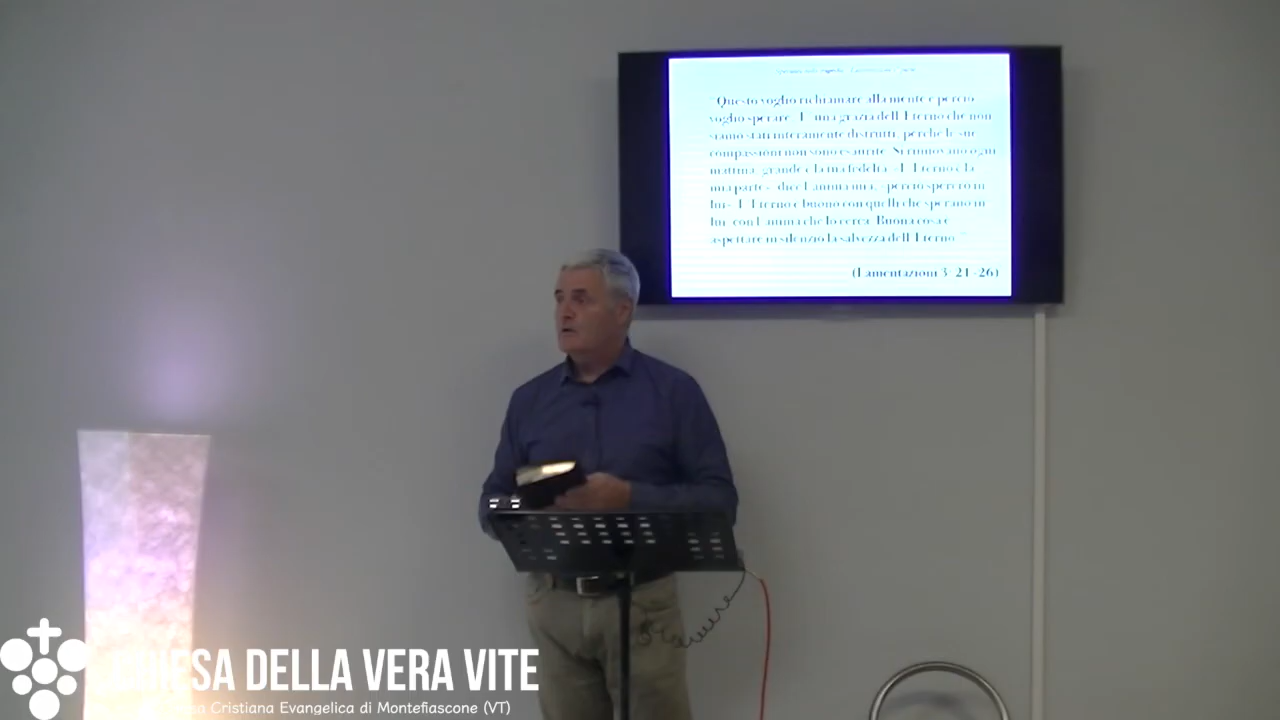 "Questo voglio richiamare alla mente e perciò
voglio sperare. E' una grazia dell'Eterno che non
siamo stati interamente distrutti, perché le sue
compassioni non sono esaurite. Si rinnovano ogni
mattina; grande è la tua fedeltà. «L'Eterno è la
mia parte», dice l'anima mia, «perciò spererò in
lui». L'Eterno è buono con quelli che sperano in
lui, con l'anima che lo cerca. Buona cosa è
aspettare in silenzio la salvezza dell'Eterno."
(Lamentazioni 3:21-26)
CHIESA DELLA VERA VITE
Cristiana Evangelica di Montefiascone (VT)